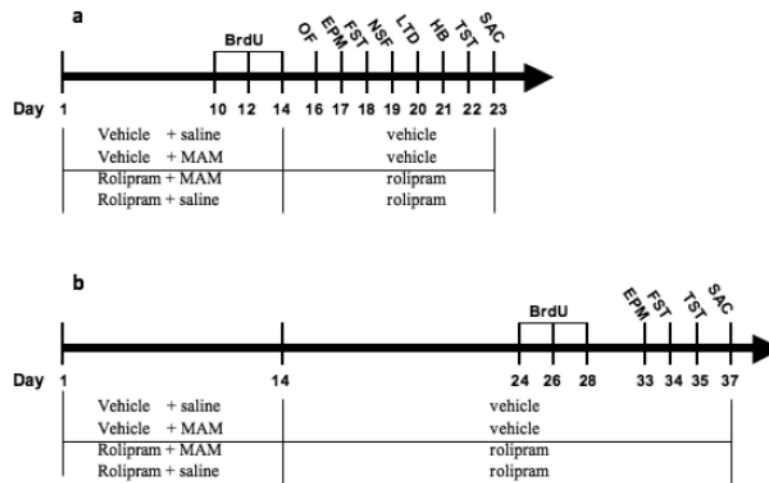 a
BrdU OF EPM FST NSF LTD HB TST SAC
Day 1 10 12 14 16 17 18 19 20 21 22 23
Vehicle + saline vehicle
Vehicle + MAM vehicle
Rolipram + MAM rolipram
Rolipram + saline rolipram
b
BrdU EPM FST TST SAC
Day 1 14 24 26 28 33 34 35 37
Vehicle + saline vehicle
Vehicle + MAM vehicle
Rolipram + MAM rolipram
Rolipram + saline rolipram